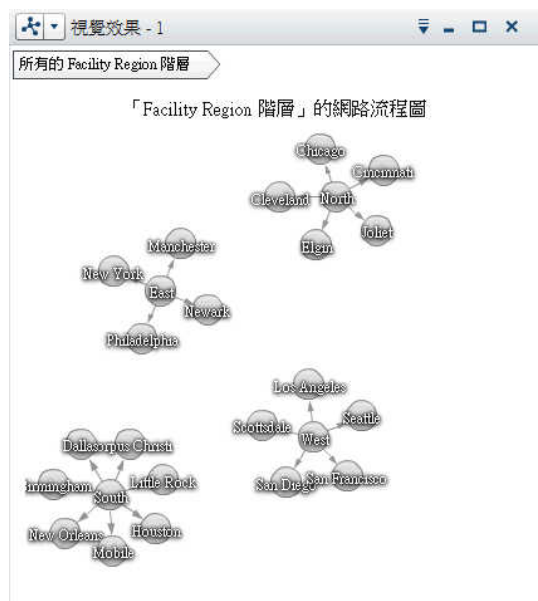 視覺效果 - 1
所有的 Facility Region 階層
「Facility Region 階層」的網路流程圖
Chicago
Cincinnati
Cleveland
North
Joliet
Elgin
Manchester
New York
East
Newark
Philadelphia
Los Angeles
Scottsdale
Seattle
West
San Diego
San Francisco
Dallas
orpus Christi
irmingham
Little Rock
South
New Orleans
Houston
Mobile